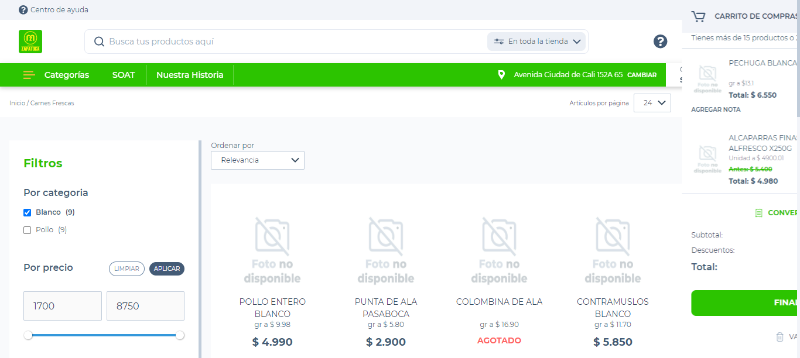 Centro de ayuda
CARRITO DE COMPRAS
Tienes más de 15 productos o
Busca tus productos aquí
En toda la tienda
Categorías
SOAT
Nuestra Historia
Avenida Ciudad de Cali 152A 65 CAMBIAR
Inicio / Carnes Frescas
Artículos por página
24
Filtros
Por categoría
Blanco (9)
Pollo (9)
Por precio
LIMPIAR
APLICAR
1700
8750
Ordenar por
Relevancia
Foto no
disponible
POLLO ENTERO
BLANCO
gr a $ 9.98
$ 4.990
Foto no
disponible
PUNTA DE ALA
PASABOCA
gr a $ 5.80
$ 2.900
Foto no
disponible
COLOMBINA DE ALA
gr a $ 16.90
AGOTADO
Foto no
disponible
CONTRAMUSLOS
BLANCO
gr a $ 11.70
$ 5.850
Foto no
disponible
PECHUGA BLANCA
gr a $13.1
Total: $ 6.550
AGREGAR NOTA
Foto no
disponible
ALCAPARRAS FINAS
ALFRESCO X250G
Unidad a $ 4900.01
Antes: $ 5.400
Total: $ 4.980
CONVER
Subtotal:
Descuentos:
Total:
FINAL
VA